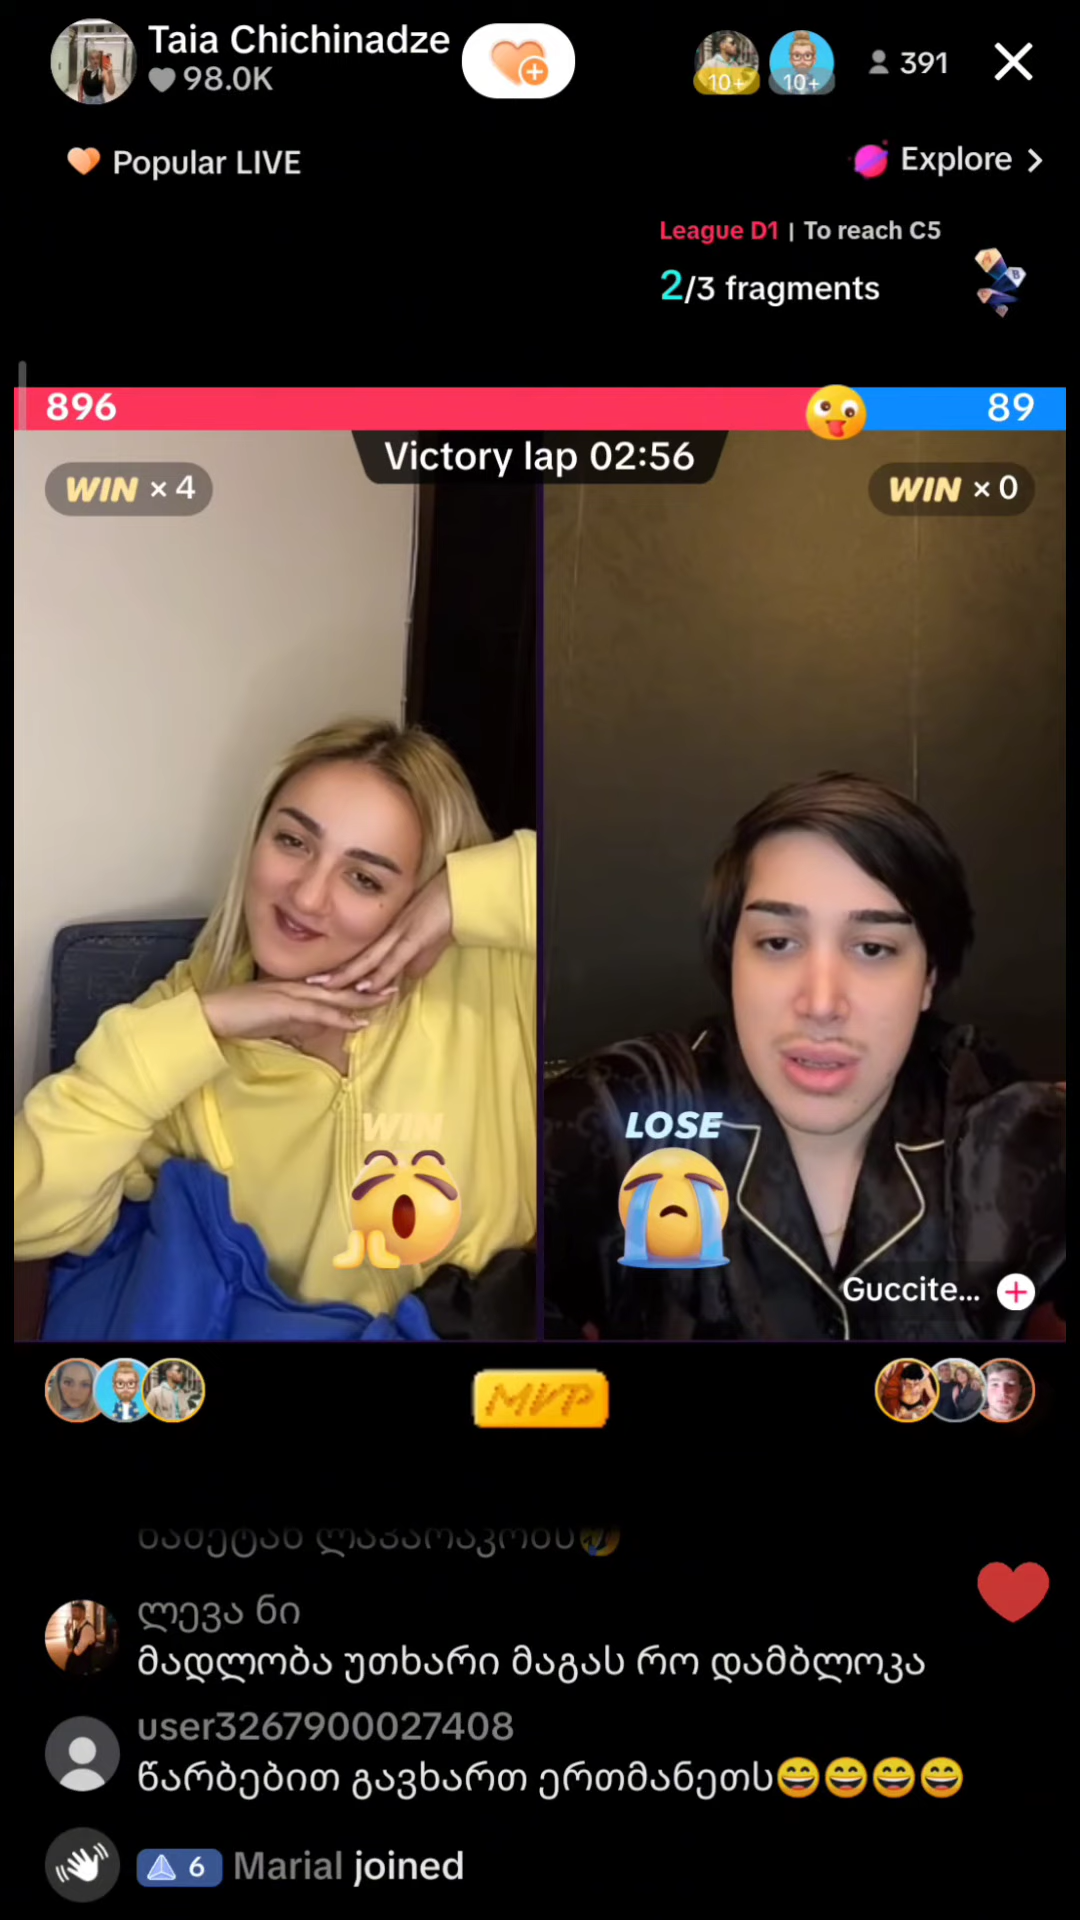 Taia Chichinadze
98.0K
10+
10+
391
Popular LIVE
Explore
League D1 | To reach C5
2/3 fragments
896
89
Victory lap 02:56
WIN × 4
WIN × 0
WIN
LOSE
Guccite...
MVP
ლევა ნი
მადლობა უთხარი მაგას რო დამბლოკა
user3267900027408
წარბებით გავხართ ერთმანეთს😄😄😄😄
6 Marial joined